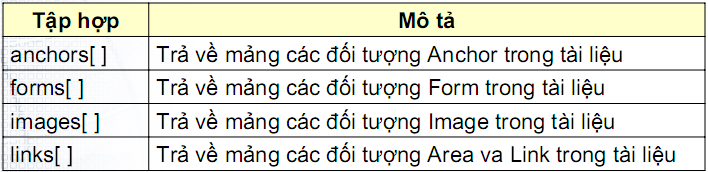 Tập hợp Mô tả
anchors[ ] Trả về mảng các đối tượng Anchor trong tài liệu
forms[ ] Trả về mảng các đối tượng Form trong tài liệu
images[ ] Trả về mảng các đối tượng Image trong tài liệu
links[ ] Trả về mảng các đối tượng Area va Link trong tài liệu